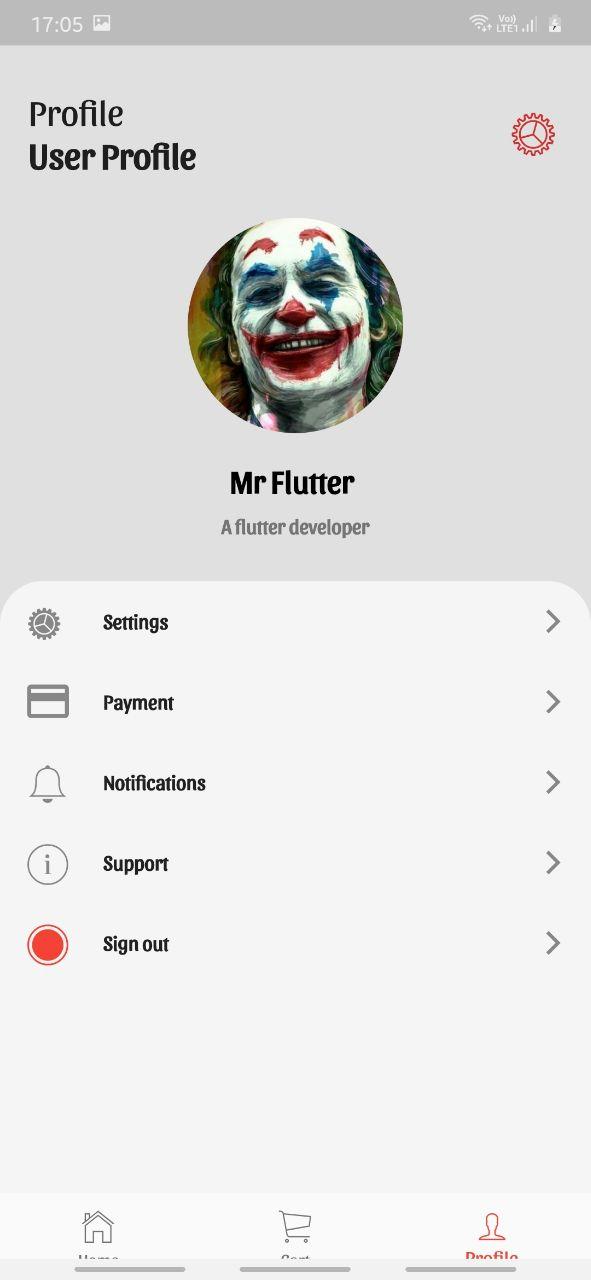 17:05
Vo))
LTE1
Profile
User Profile
Mr Flutter
A flutter developer
Settings
Payment
Notifications
Support
Sign out
Home
Cart
Profile